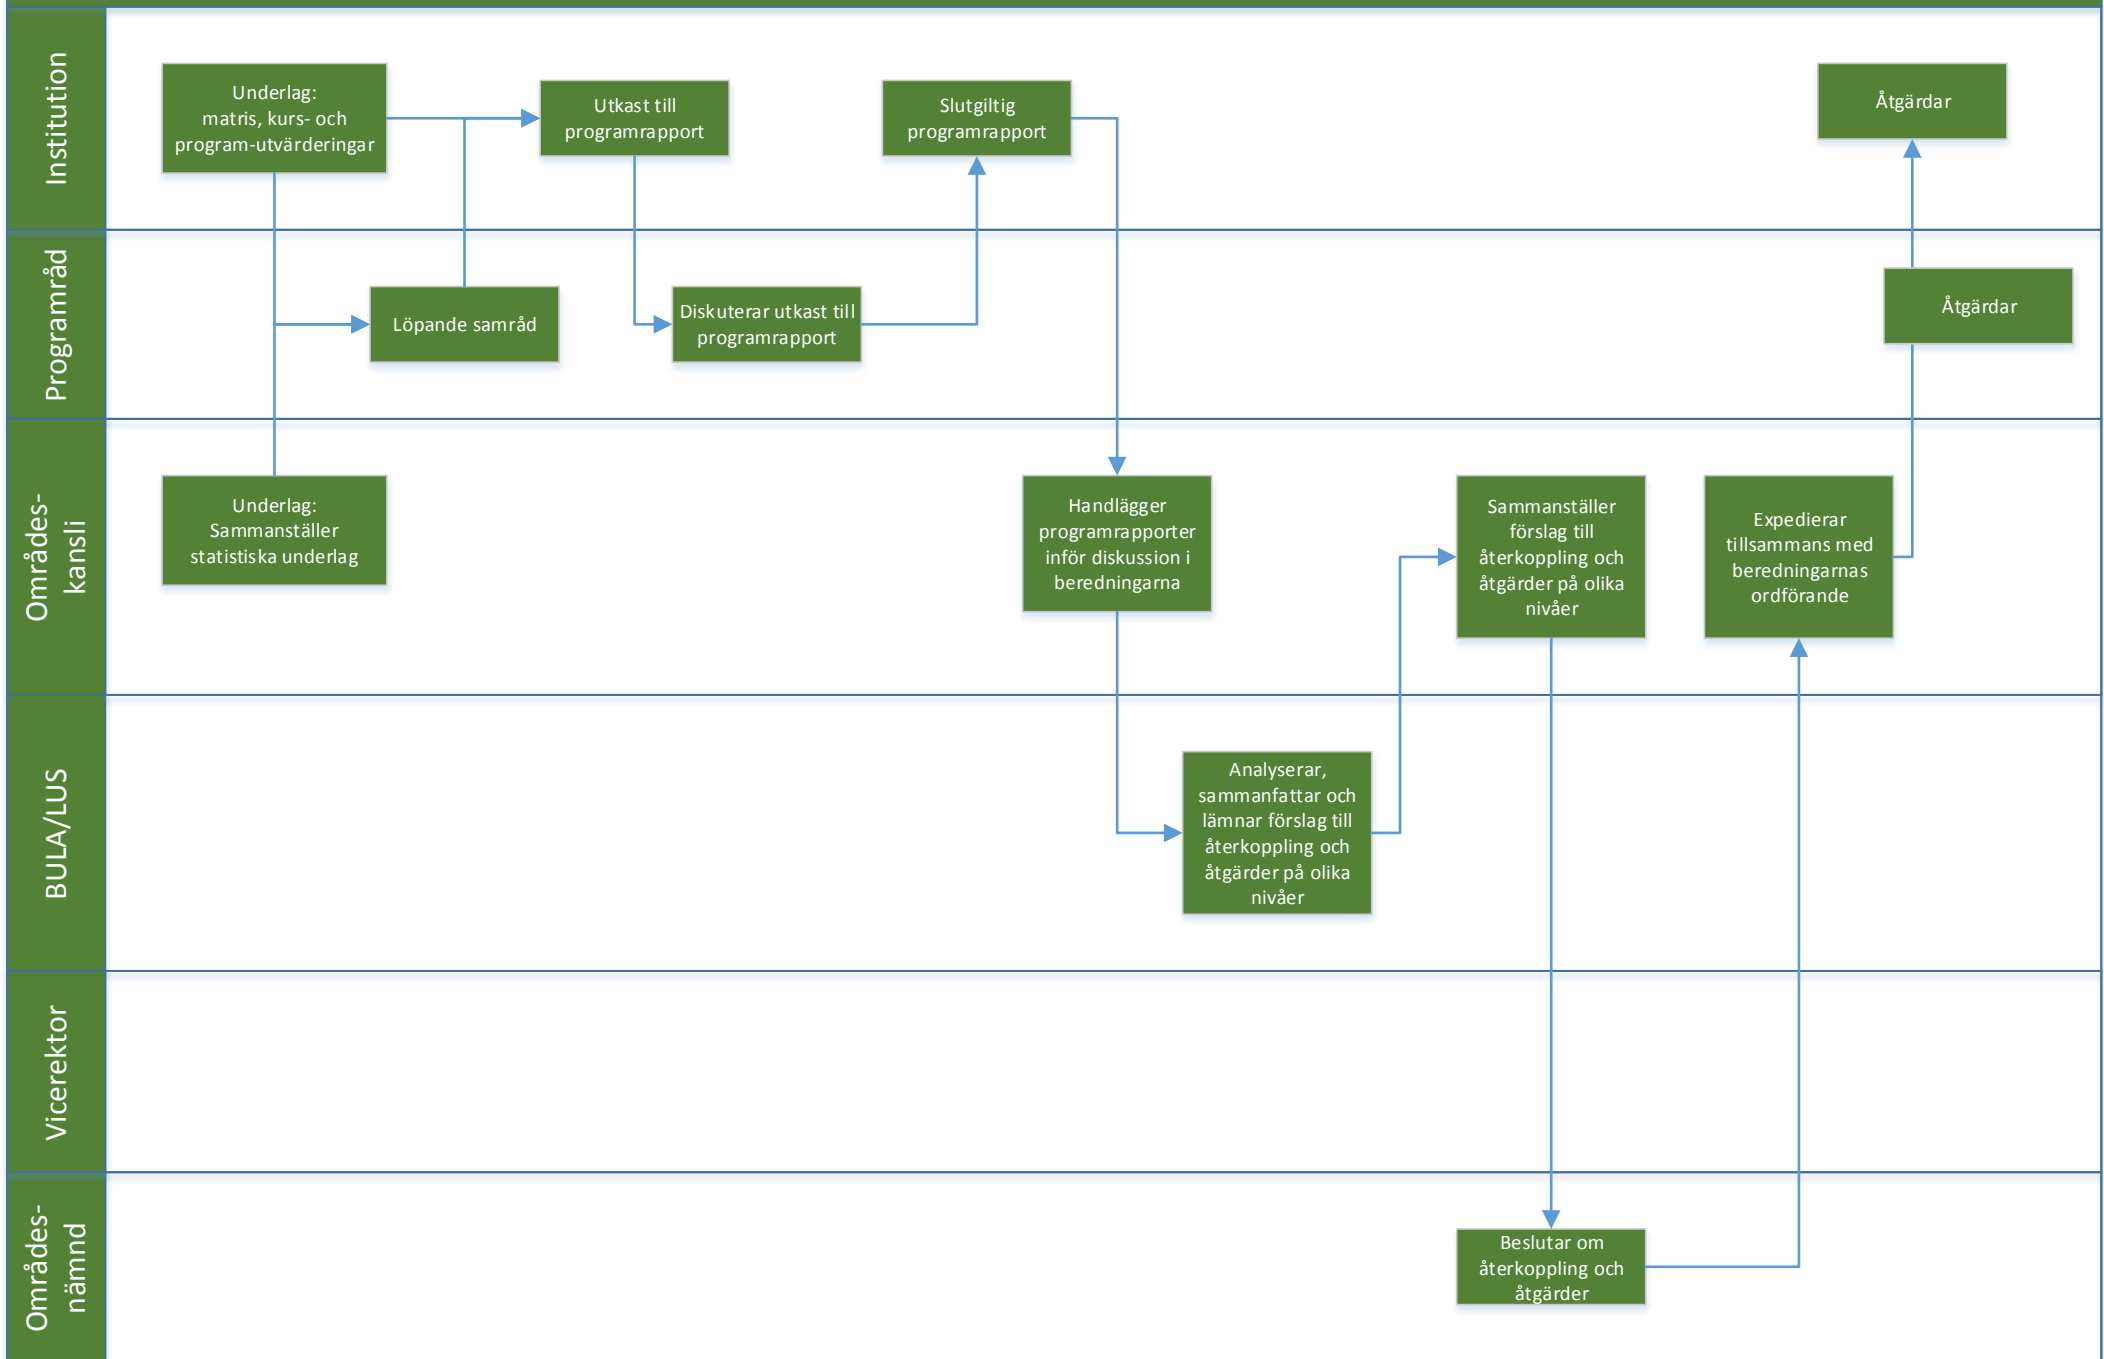 Institution
Underlag:
matris, kurs- och
program-utvärderingar
Utkast till
programrapport
Slutgiltig
programrapport
Åtgärdar
Programråd
Löpande samråd
Diskuterar utkast till
programrapport
Åtgärdar
Områdes-
kansli
Underlag:
Sammanställer
statistiska underlag
Handlägger
programrapporter
inför diskussion i
beredningarna
Sammanställer
förslag till
återkoppling och
åtgärder på olika
nivåer
Expedierar
tillsammans med
beredningarnas
ordförande
BULA/LUS
Analyserar,
sammanfattar och
lämnar förslag till
återkoppling och
åtgärder på olika
nivåer
Vicerektor
Områdes-
nämnd
Beslutar om
återkoppling och
åtgärder